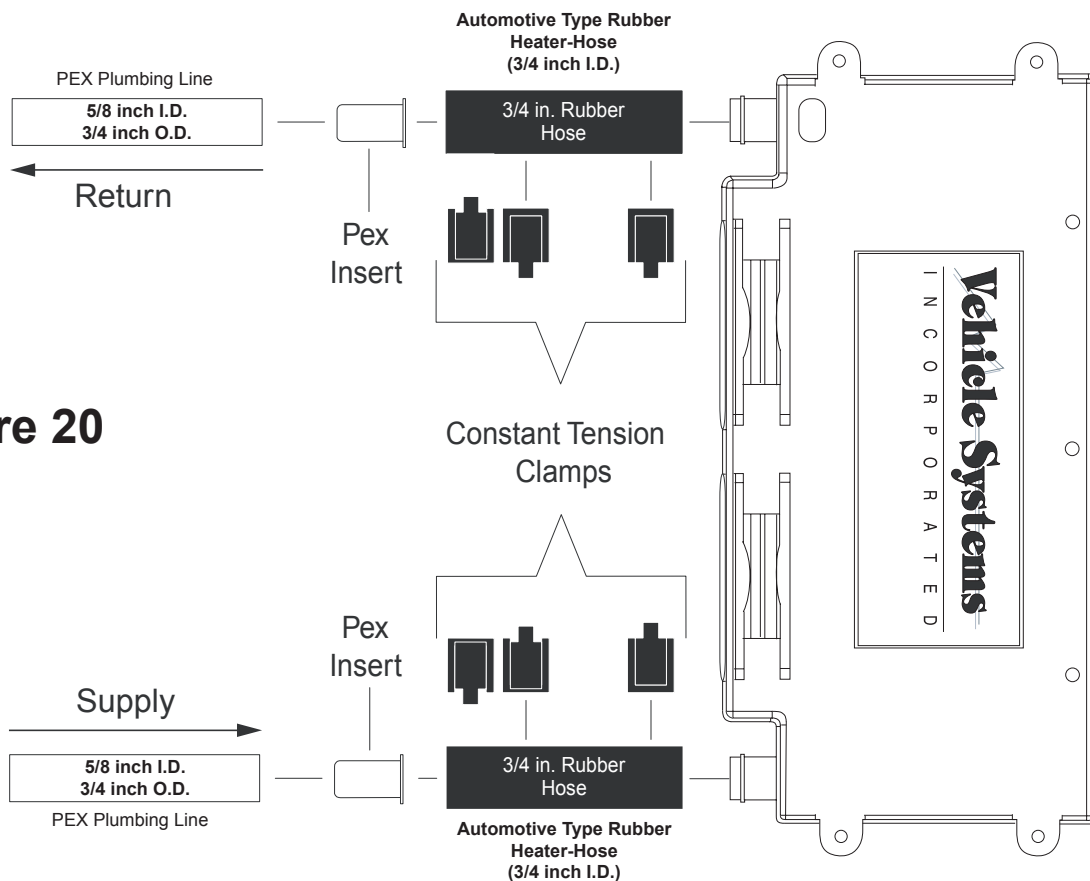 Automotive Type Rubber
Heater-Hose
(3/4 inch I.D.)
PEX Plumbing Line
5/8 inch I.D.
3/4 inch O.D.
3/4 in. Rubber
Hose
Return
Pex
Insert
re 20
Constant Tension
Clamps
Vehicle Systems
INCORPORATED
Pex
Insert
Supply
5/8 inch I.D.
3/4 inch O.D.
PEX Plumbing Line
3/4 in. Rubber
Hose
Automotive Type Rubber
Heater-Hose
(3/4 inch I.D.)